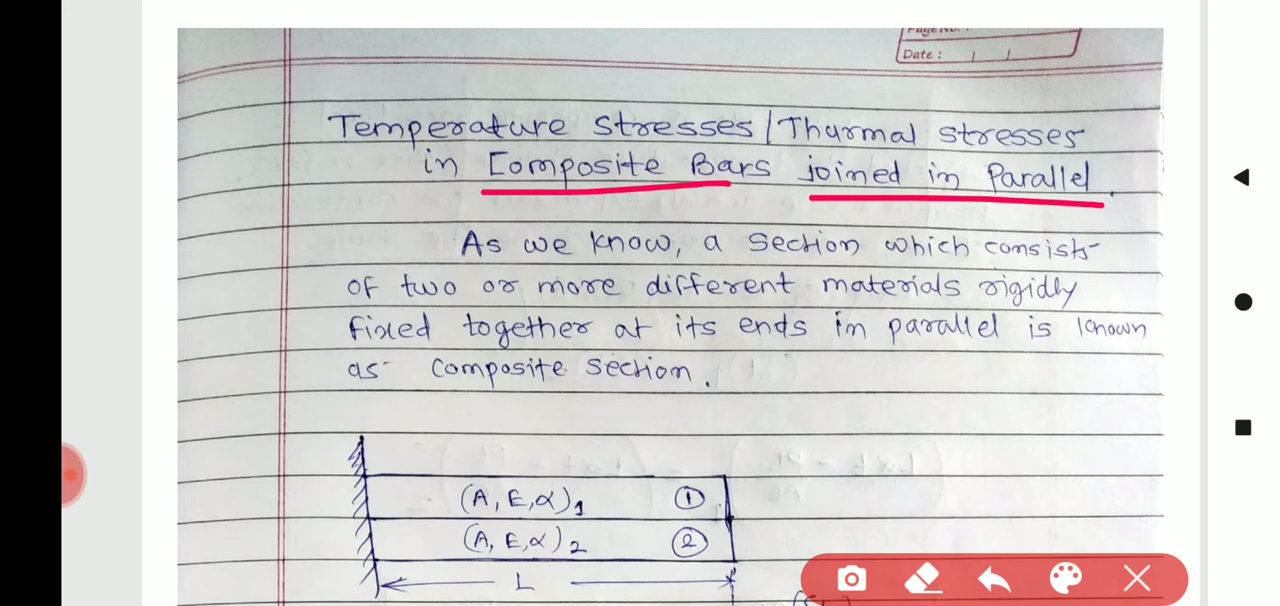 Date :
Temperature stresses / Thurmal stresses
in Composite Bars joined in Parallel.
As we know, a section which consists
of two or more different materials rigidly
fixed together at its ends in parallel is known
as composite section.
(A, E, α)1 ①
(A, E, α)2 ②
L